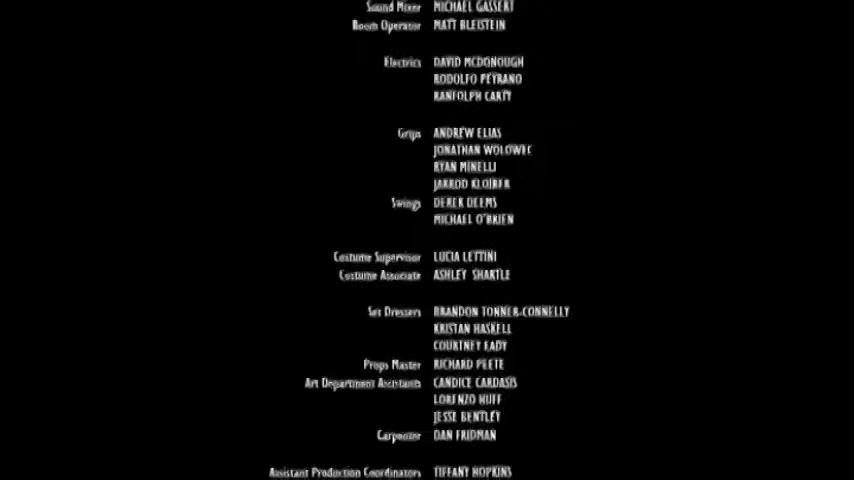 Sound Mixer MICHAEL GASSERT
Boom Operator MATT BLEISTEIN
Electrics DAVID MCDONOUGH
RODOLFO PEYRANO
RANFOLPH CARTY
Grips ANDREW ELIAS
JONATHAN WOLOWEC
RYAN MINELLI
JARROD KLOIBER
Swings DEREK DEEMS
MICHAEL O'BRIEN
Costume Supervisor LUCIA LETTINI
Costume Associate ASHLEY SHARTLE
Set Dressers BRANDON TONNER-CONNELLY
KRISTAN HASKELL
COURTNEY EADY
Props Master RICHARD PEETE
Art Department Assistants CANDICE CARDASIS
LORENZO HUFF
JESSE BENTLEY
Carpenter DAN FRIDMAN
Assistant Production Coordinators TIFFANY HOPKINS